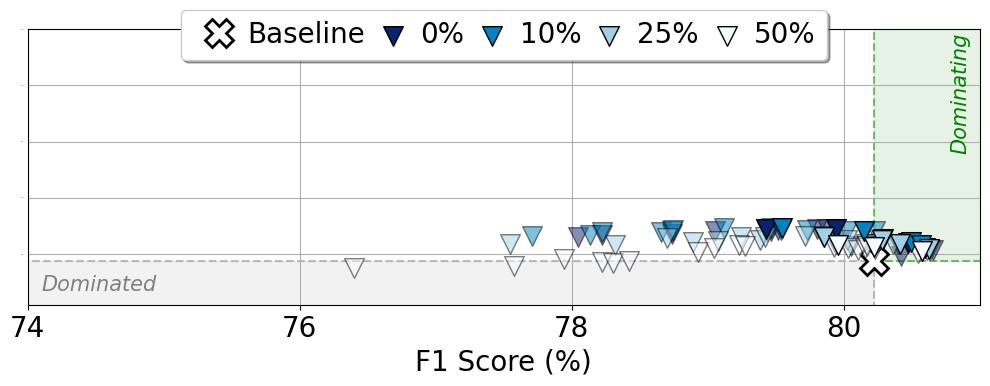 Baseline 0% 10% 25% 50%
Dominating
Dominated
74 76 78 80
F1 Score (%)